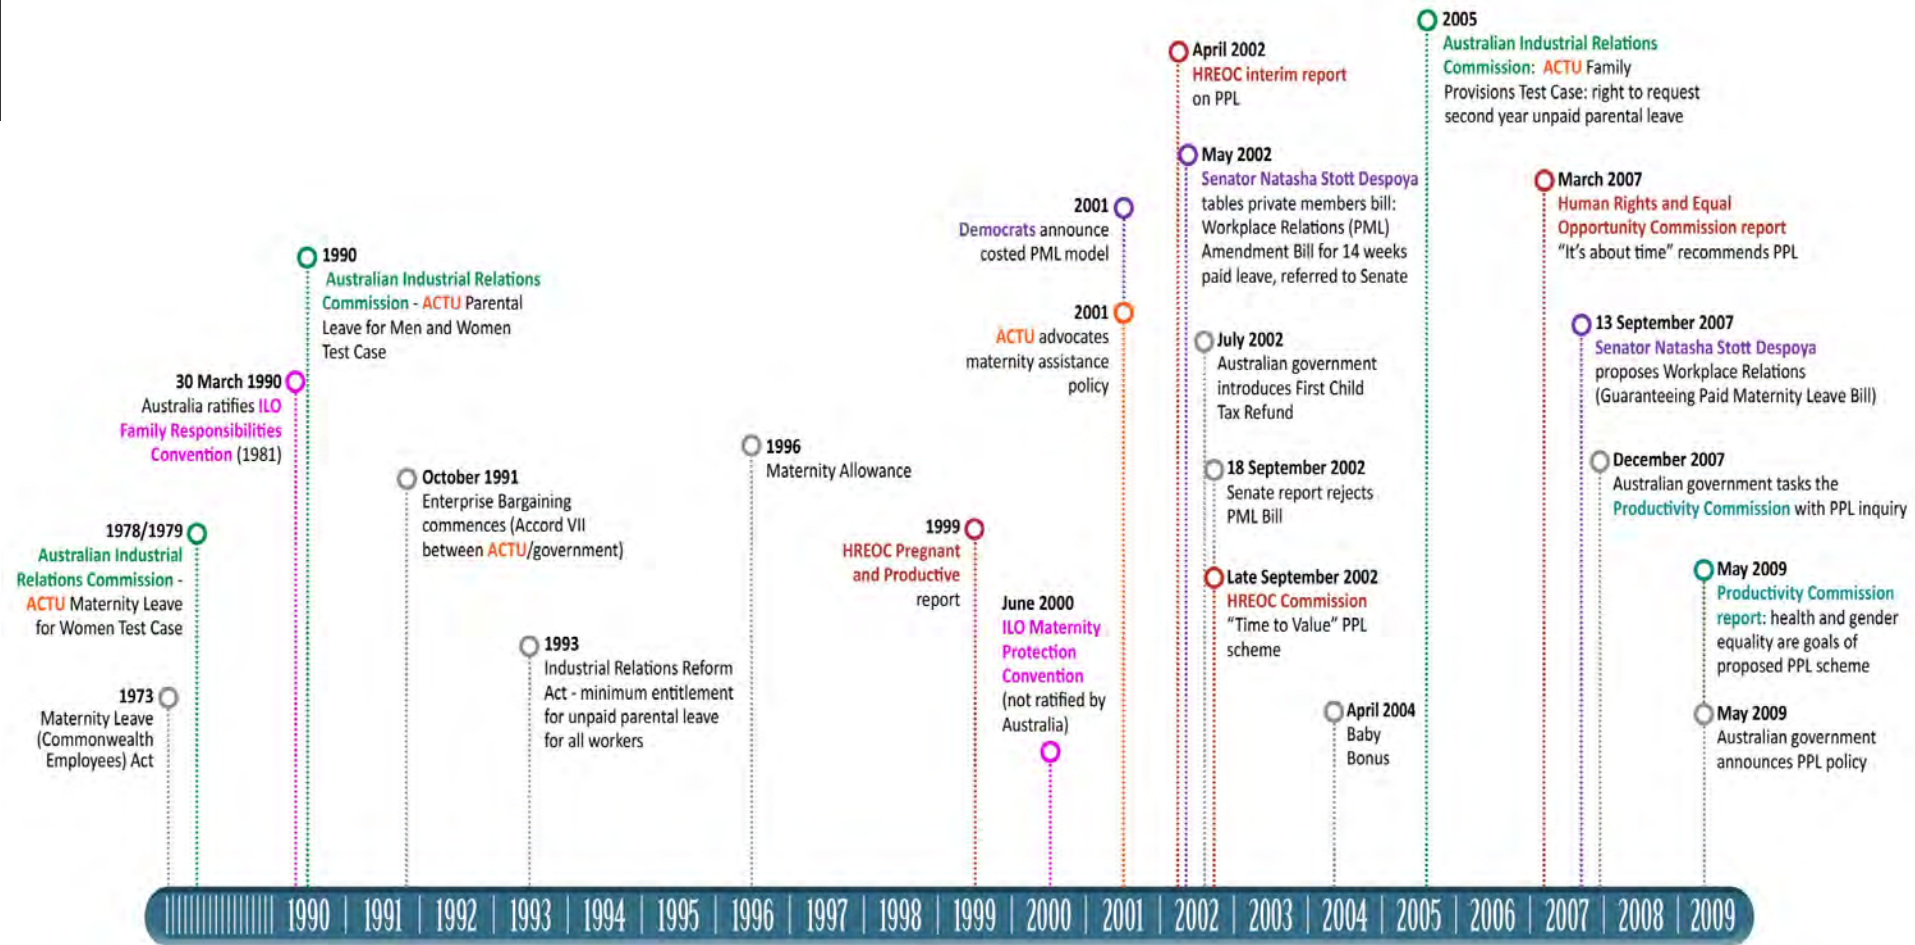 1973
Maternity Leave
(Commonwealth
Employees) Act
1978/1979
Australian Industrial
Relations Commission -
ACTU Maternity Leave
for Women Test Case
30 March 1990
Australia ratifies ILO
Family Responsibilities
Convention (1981)
1990
Australian Industrial Relations
Commission - ACTU Parental
Leave for Men and Women
Test Case
October 1991
Enterprise Bargaining
commences (Accord VII
between ACTU/government)
1993
Industrial Relations Reform
Act - minimum entitlement
for unpaid parental leave
for all workers
1996
Maternity Allowance
1999
HREOC Pregnant
and Productive
report
June 2000
ILO Maternity
Protection
Convention
(not ratified by
Australia)
2001
Democrats announce
costed PML model
2001
ACTU advocates
maternity assistance
policy
April 2002
HREOC interim report
on PPL
May 2002
Senator Natasha Stott Despoya
tables private members bill:
Workplace Relations (PML)
Amendment Bill for 14 weeks
paid leave, referred to Senate
July 2002
Australian government
introduces First Child
Tax Refund
18 September 2002
Senate report rejects
PML Bill
Late September 2002
HREOC Commission
“Time to Value” PPL
scheme
April 2004
Baby
Bonus
2005
Australian Industrial Relations
Commission: ACTU Family
Provisions Test Case: right to request
second year unpaid parental leave
March 2007
Human Rights and Equal
Opportunity Commission report
“It’s about time” recommends PPL
13 September 2007
Senator Natasha Stott Despoya
proposes Workplace Relations
(Guaranteeing Paid Maternity Leave Bill)
December 2007
Australian government tasks the
Productivity Commission with PPL inquiry
May 2009
Productivity Commission
report: health and gender
equality are goals of
proposed PPL scheme
May 2009
Australian government
announces PPL policy
1990 1991 1992 1993 1994 1995 1996 1997 1998 1999 2000 2001 2002 2003 2004 2005 2006 2007 2008 2009